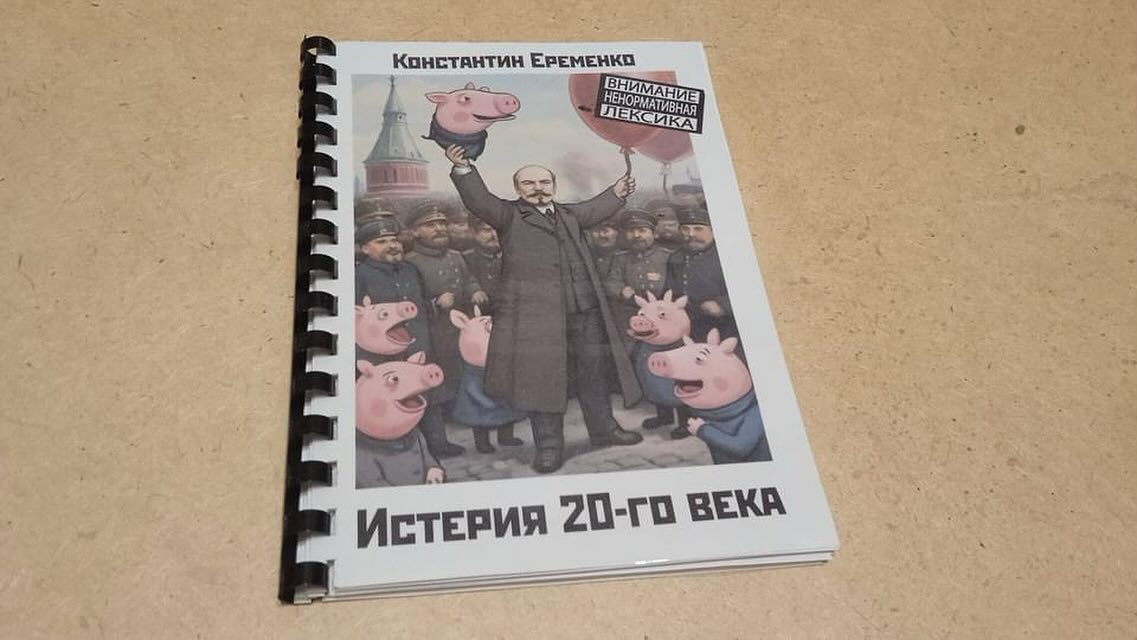 Константин Еременко
ВНИМАНИЕ
НЕНОРМАТИВНАЯ
ЛЕКСИКА
Истерия 20-го века